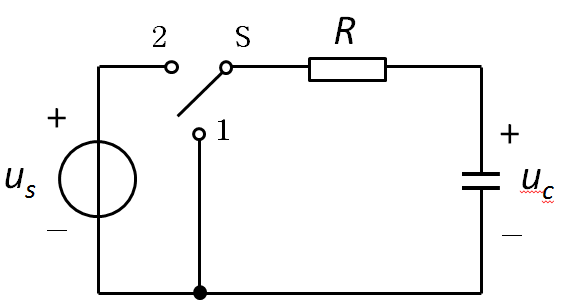 2 S R
+ 1 +
u_s u_c
— —